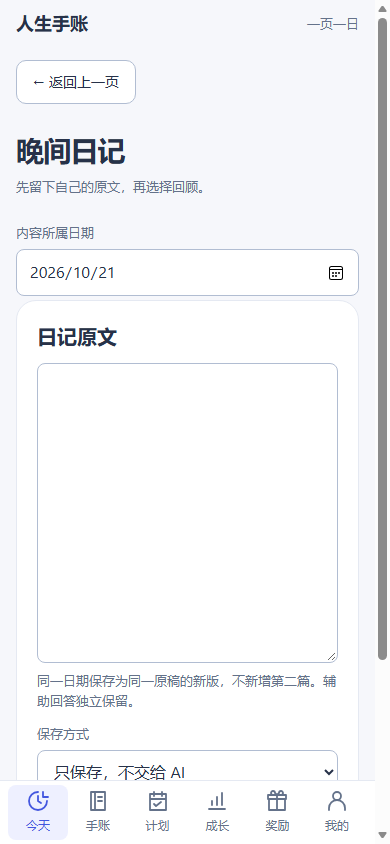 人生手账
一页一日
← 返回上一页
晚间日记
先留下自己的原文，再选择回顾。
内容所属日期
2026/10/21
日记原文
同一日期保存为同一原稿的新版，不新增第二篇。辅
助回答独立保留。
保存方式
只保存，不交给 AI
今天
手账
计划
成长
奖励
我的